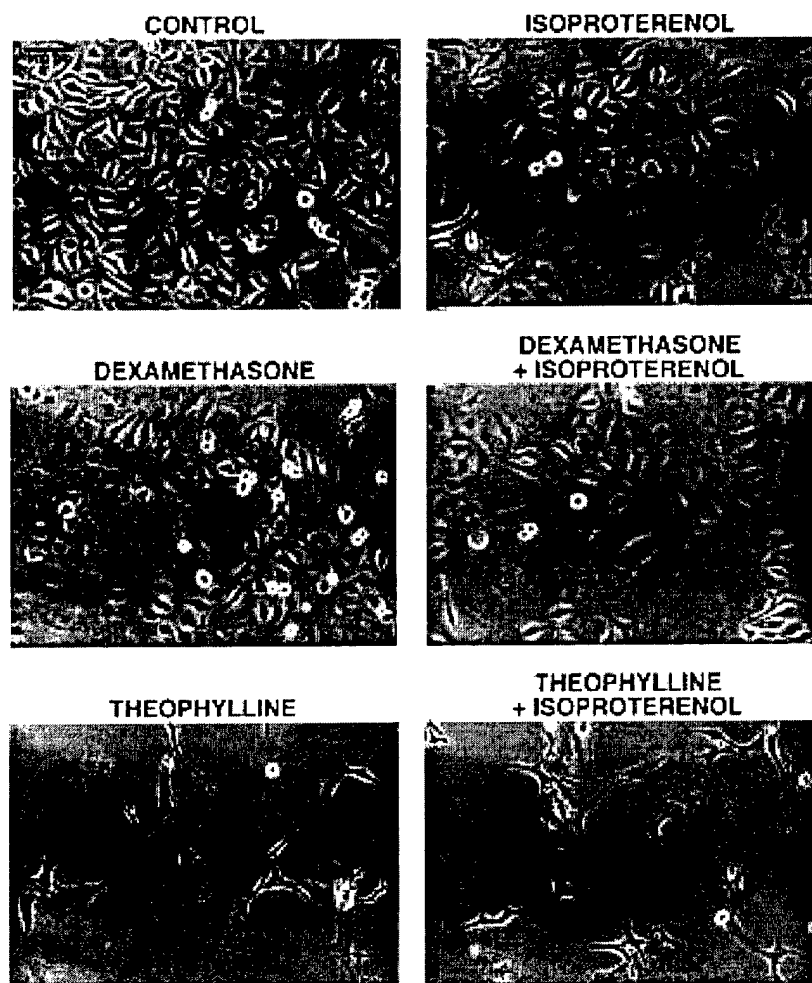 CONTROL
ISOPROTERENOL
DEXAMETHASONE
DEXAMETHASONE
+ ISOPROTERENOL
THEOPHYLLINE
THEOPHYLLINE
+ ISOPROTERENOL